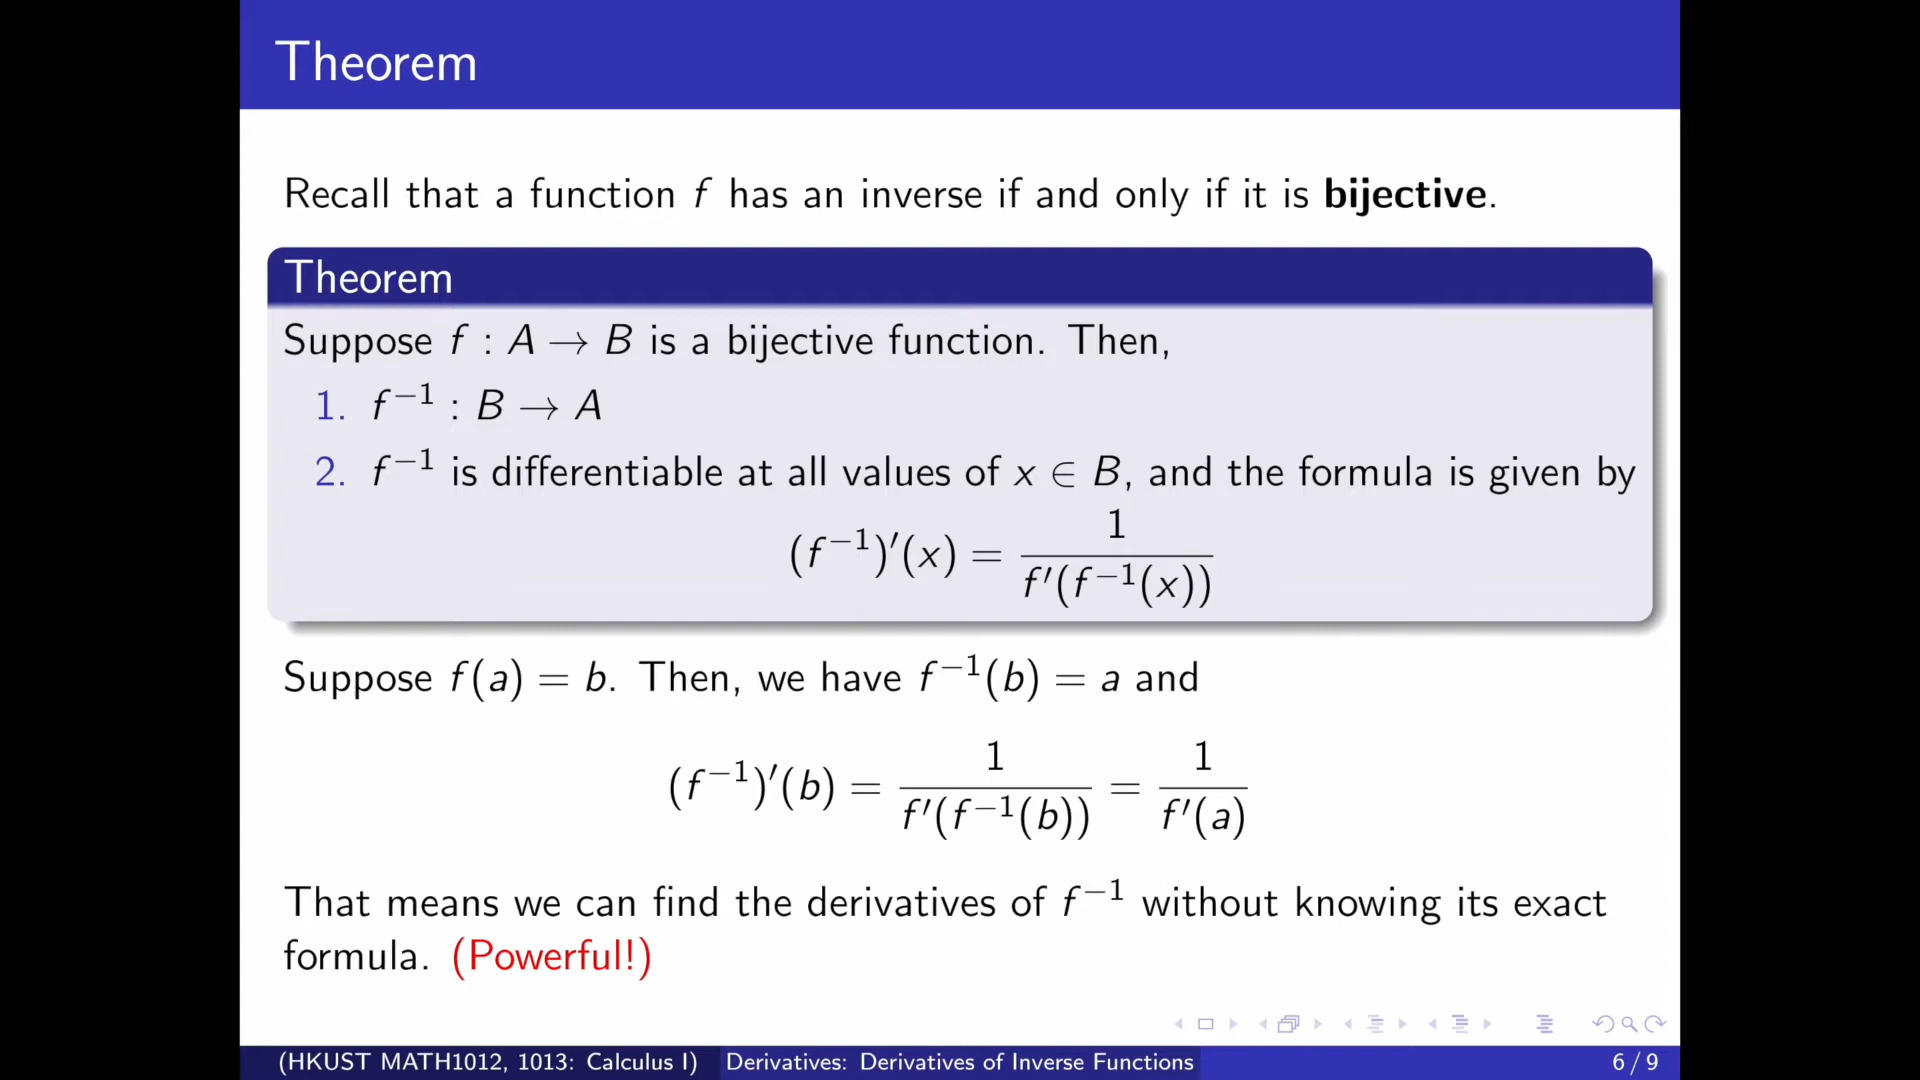 Theorem
Recall that a function f has an inverse if and only if it is bijective.
Theorem
Suppose f : A → B is a bijective function. Then,
1. f⁻¹ : B → A
2. f⁻¹ is differentiable at all values of x ∈ B, and the formula is given by
(f⁻¹)′(x) = 1 / f′(f⁻¹(x))
Suppose f(a) = b. Then, we have f⁻¹(b) = a and
(f⁻¹)′(b) = 1 / f′(f⁻¹(b)) = 1 / f′(a)
That means we can find the derivatives of f⁻¹ without knowing its exact
formula. (Powerful!)
(HKUST MATH1012, 1013: Calculus I) Derivatives: Derivatives of Inverse Functions 6 / 9